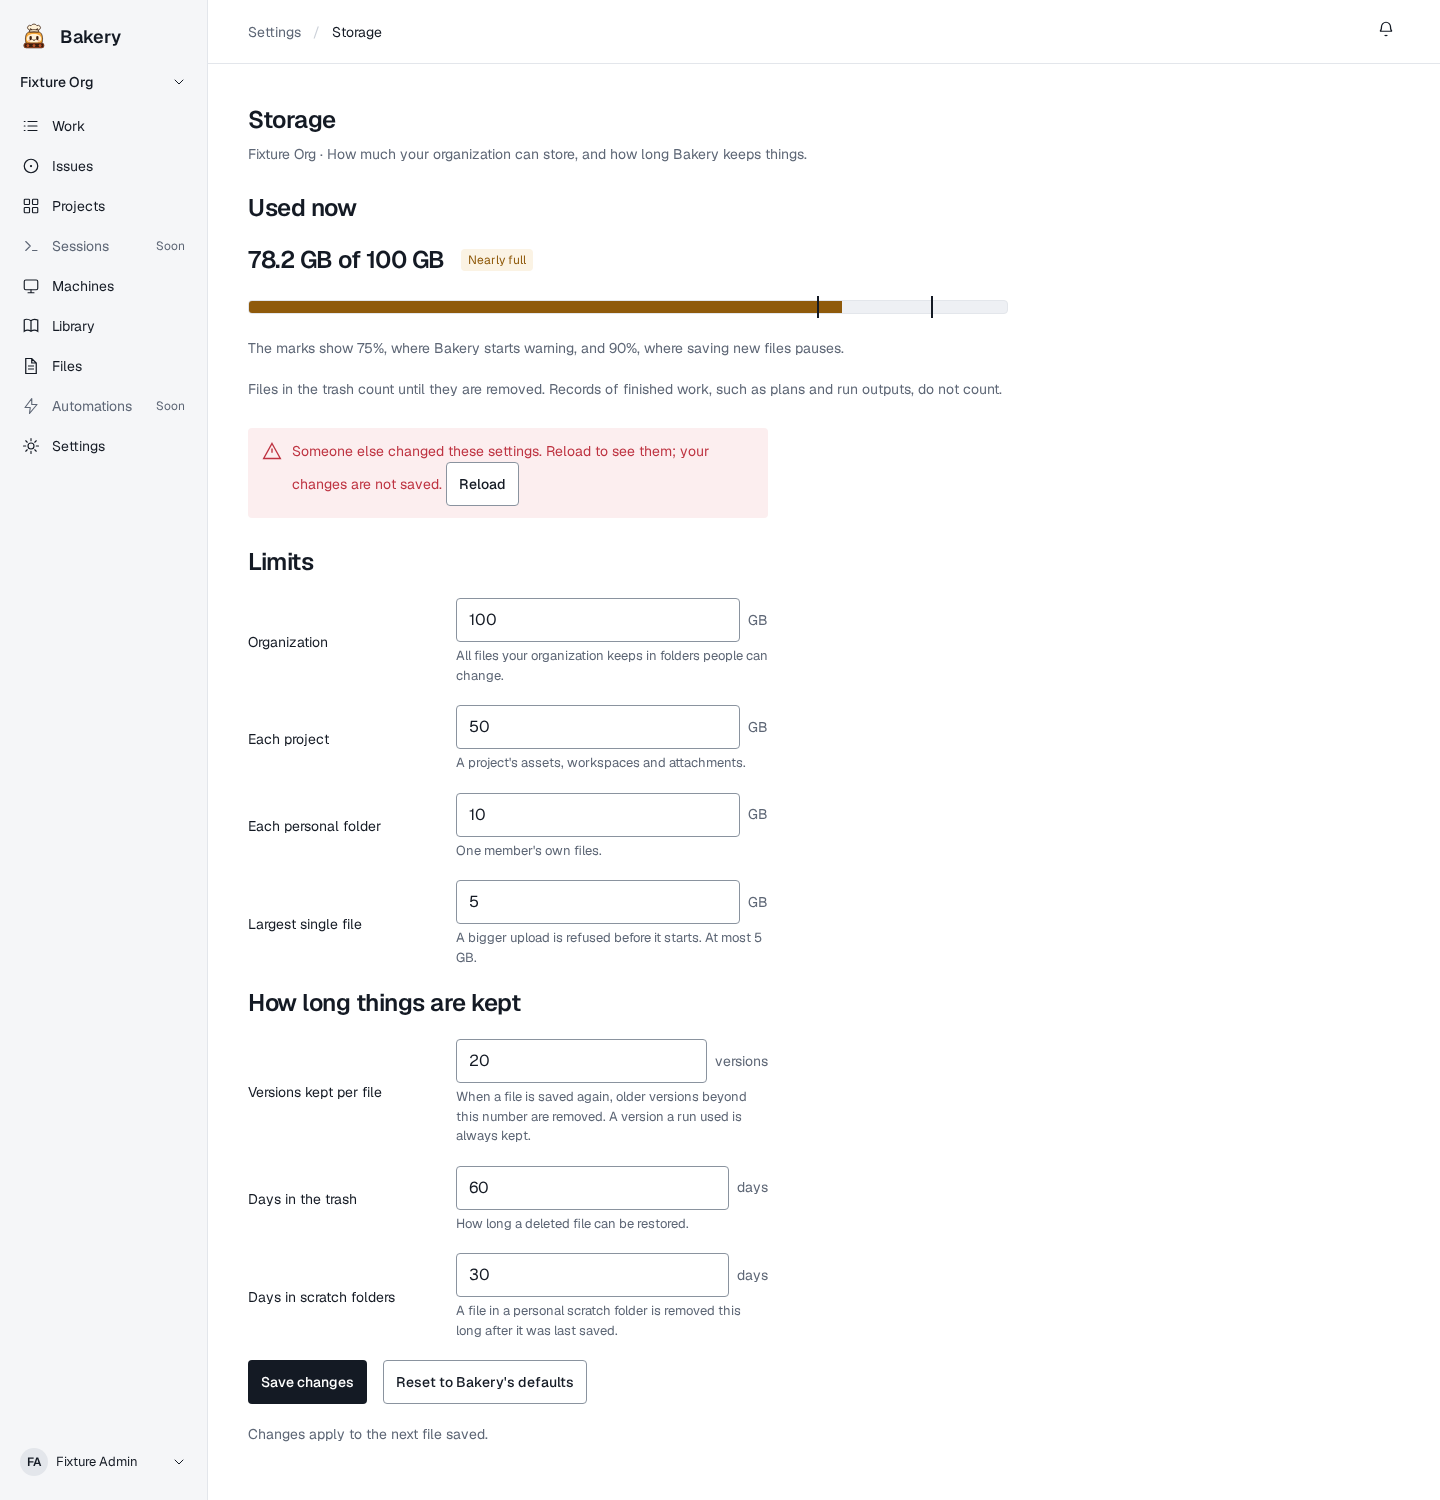 Bakery
Fixture Org
Work
Issues
Projects
Sessions Soon
Machines
Library
Files
Automations Soon
Settings
FA Fixture Admin
Settings / Storage
Storage
Fixture Org · How much your organization can store, and how long Bakery keeps things.
Used now
78.2 GB of 100 GB Nearly full
The marks show 75%, where Bakery starts warning, and 90%, where saving new files pauses.
Files in the trash count until they are removed. Records of finished work, such as plans and run outputs, do not count.
Someone else changed these settings. Reload to see them; your
changes are not saved. Reload
Limits
Organization
100 GB
All files your organization keeps in folders people can
change.
Each project
50 GB
A project's assets, workspaces and attachments.
Each personal folder
10 GB
One member's own files.
Largest single file
5 GB
A bigger upload is refused before it starts. At most 5
GB.
How long things are kept
Versions kept per file
20 versions
When a file is saved again, older versions beyond
this number are removed. A version a run used is
always kept.
Days in the trash
60 days
How long a deleted file can be restored.
Days in scratch folders
30 days
A file in a personal scratch folder is removed this
long after it was last saved.
Save changes Reset to Bakery's defaults
Changes apply to the next file saved.